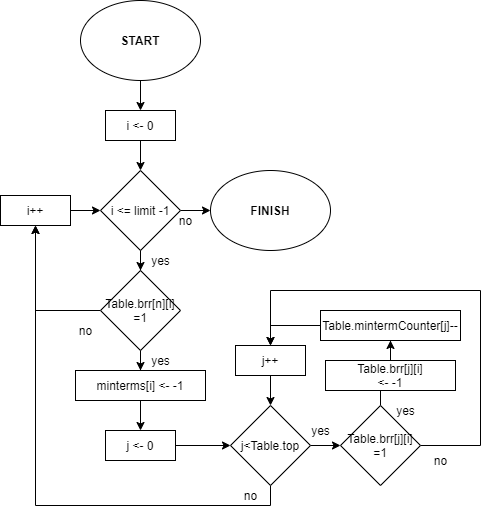 START
i <- 0
i++
i <= limit -1
no
FINISH
yes
Table.brr[n][i]
=1
no
yes
minterms[i] <- -1
j <- 0
j++
Table.mintermCounter[j]--
Table.brr[j][i]
<- -1
j<Table.top
yes
yes
Table.brr[j][i]
=1
no
no